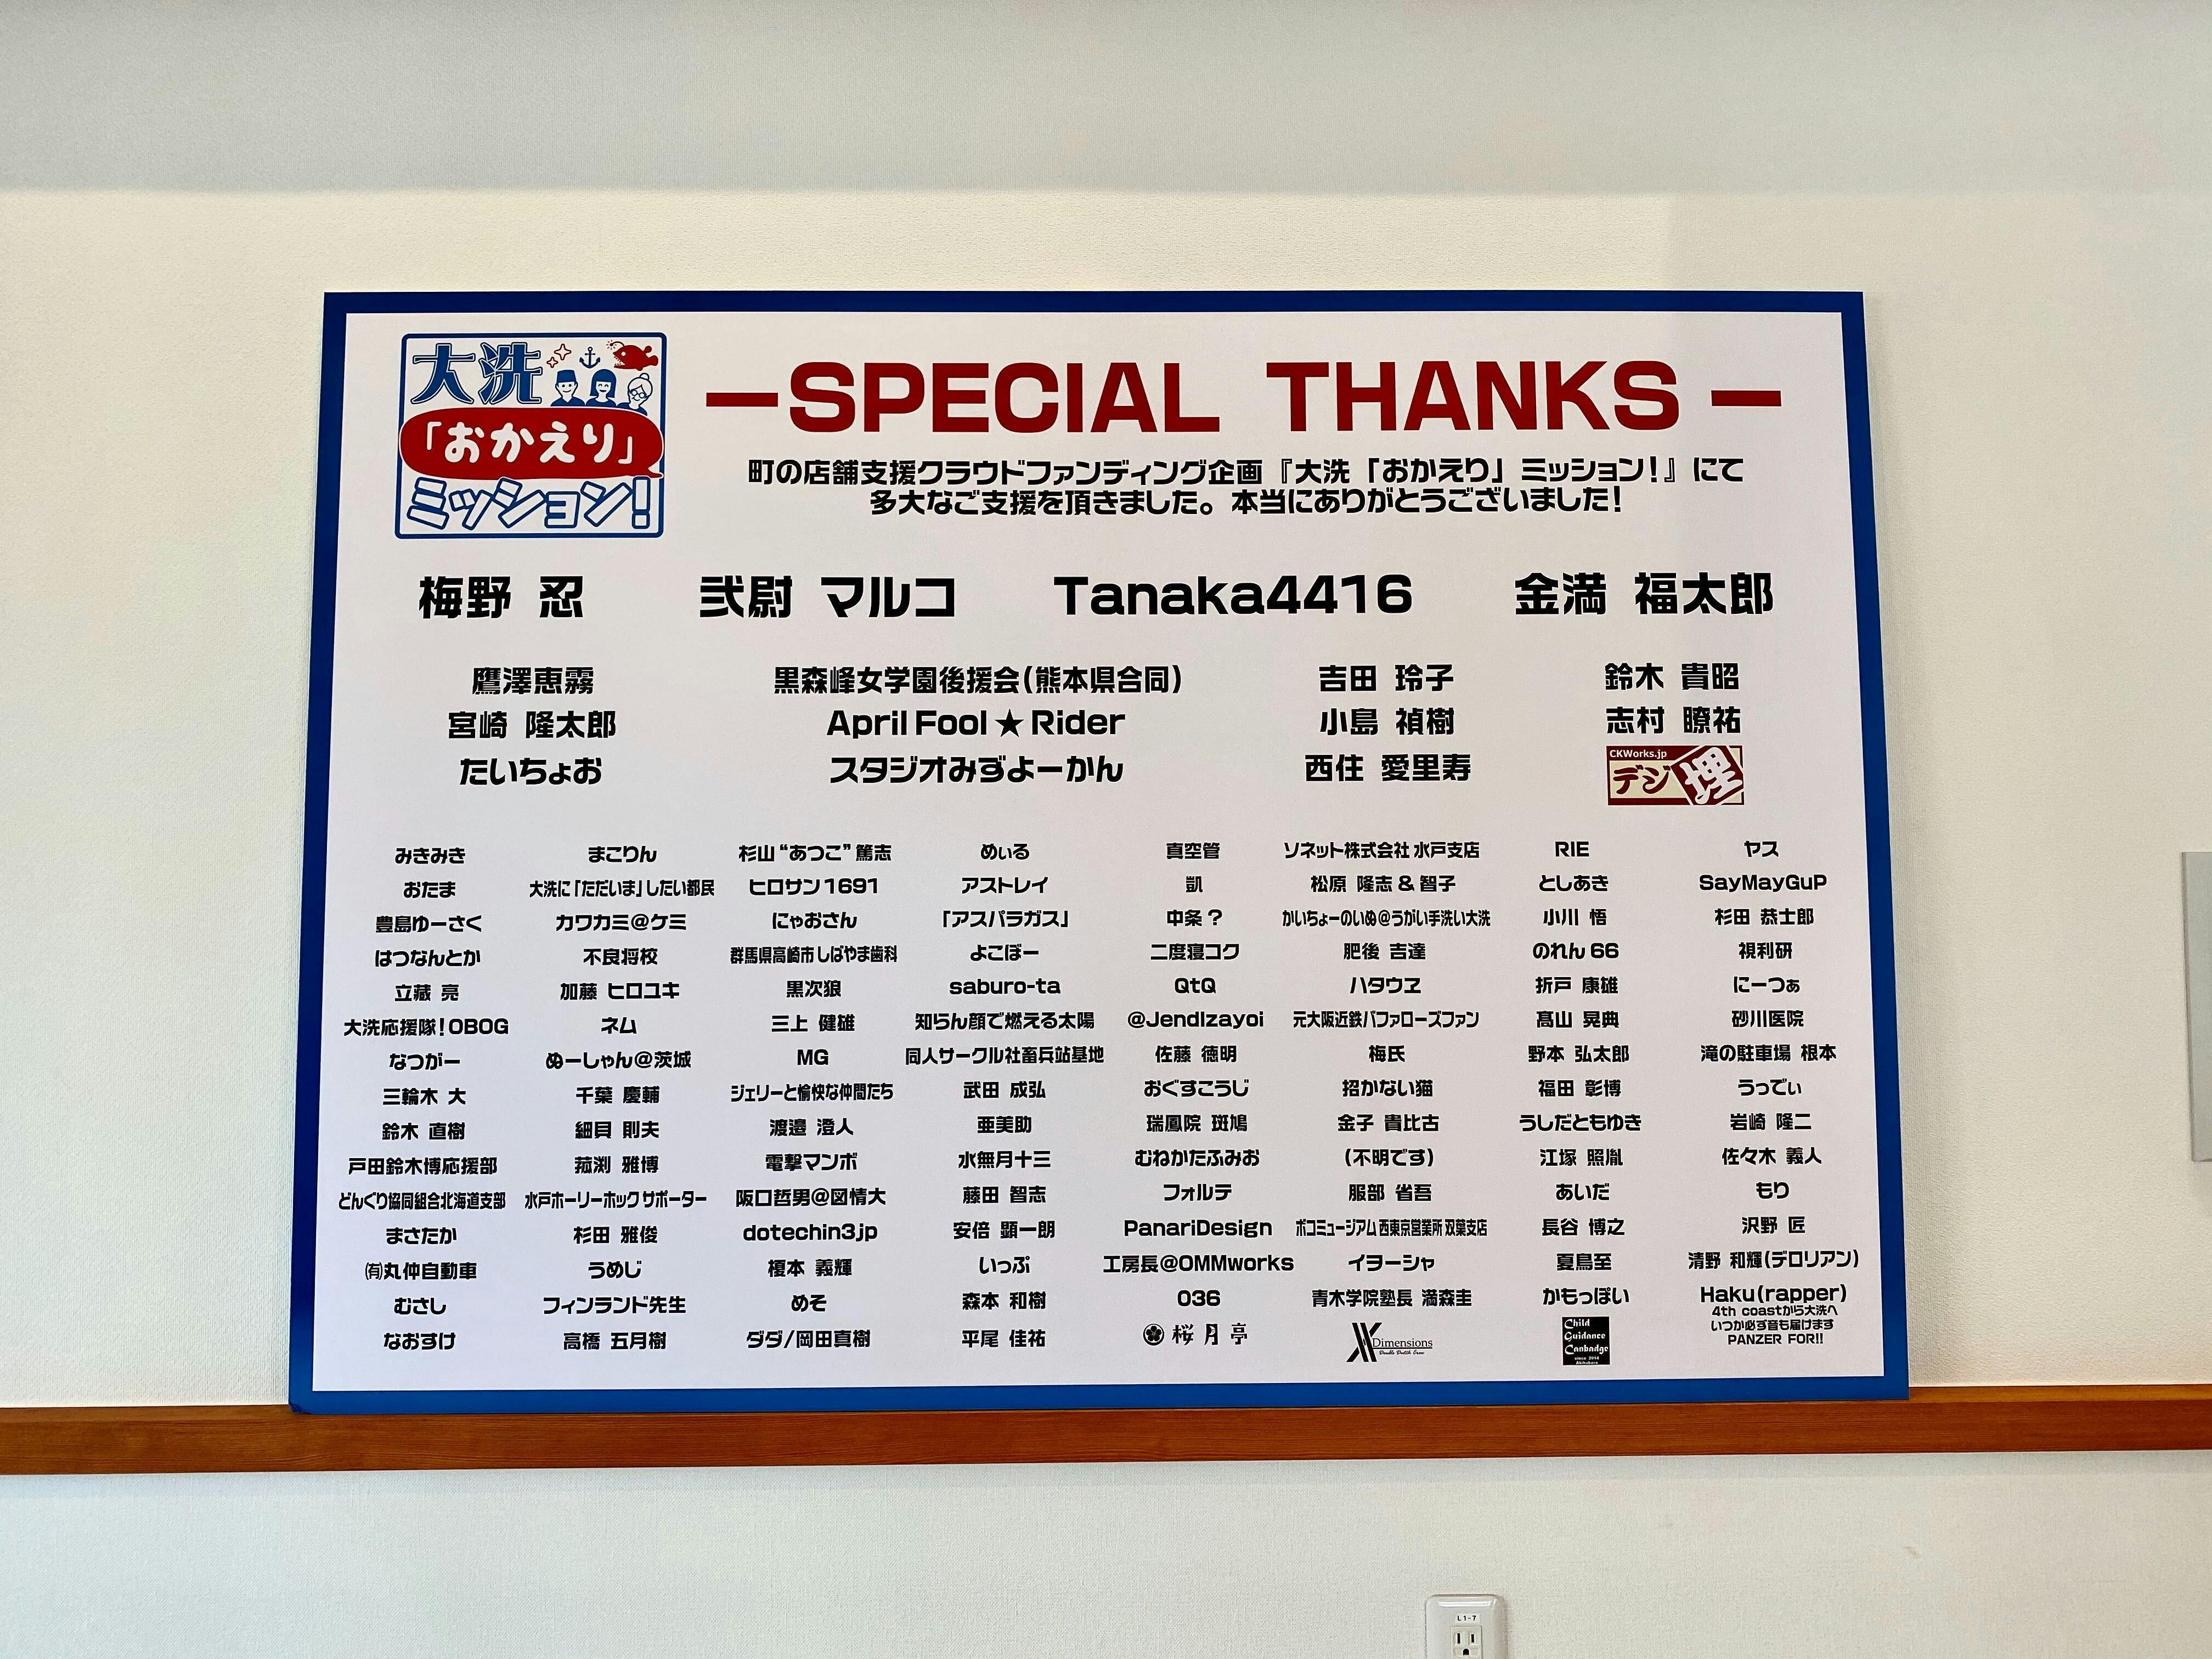 大洗
「おかえり」
ミッション!
ーSPECIAL THANKSー
町の店舗支援クラウドファンディング企画『大洗「おかえり」ミッション!』にて
多大なご支援を頂きました。本当にありがとうございました!
梅野 忍 弐尉 マルコ Tanaka4416 金満 福太郎
鷹澤恵霧 黒森峰女学園後援会(熊本県合同) 吉田 玲子 鈴木 貴昭
宮崎 隆太郎 April Fool★Rider 小島 禎樹 志村 瞭祐
たいちょお スタジオみずよーかん 西住 愛里寿 CKWorks.jp デジ埋
みきみき まこりん 杉山“あつこ”篤志 めぃる 真空管 ソネット株式会社 水戸支店 RIE ヤス
おたま 大洗に「ただいま」したい都民 ヒロサン1691 アストレイ 凱 松原 隆志 & 智子 としあき SayMayGuP
豊島ゆーさく カワカミ@ケミ にゃおさん 「アスパラガス」 中条? かいちょーのいぬ@うがい手洗い大洗 小川 悟 杉田 恭士郎
はつなんとか 不良将校 群馬県高崎市 しばやま歯科 よこぼー 二度寝コク 肥後 吉達 のれん66 視利研
立蔵 亮 加藤 ヒロユキ 黒次狼 saburo-ta QtQ ハタウヱ 折戸 康雄 にーつぁ
大洗応援隊!OBOG ネム 三上 健雄 知らん顔で燃える太陽 @JendIzayoi 元大阪近鉄バファローズファン 髙山 晃典 砂川医院
なつがー ぬーしゃん@茨城 MG 同人サークル社畜兵站基地 佐藤 徳明 梅氏 野本 弘太郎 滝の駐車場 根本
三輪木 大 千葉 慶輔 ジェリーと愉快な仲間たち 武田 成弘 おぐすこうじ 招かない猫 福田 彰博 うってぃ
鈴木 直樹 細貝 則夫 渡邉 澄人 亜美助 瑞鳳院 斑鳩 金子 貴比古 うしだともゆき 岩崎 隆二
戸田鈴木博応援部 菰渕 雅博 電撃マンボ 水無月十三 むねかたふみお (不明です) 江塚 照胤 佐々木 義人
どんぐり協同組合北海道支部 水戸ホーリーホック サポーター 阪口哲男@図情大 藤田 智志 フォルテ 服部 省吾 あいだ もり
まさたか 杉田 雅俊 dotechin3jp 安倍 顕一朗 PanariDesign ボコミュージアム 西東京営業所 双葉支店 長谷 博之 沢野 匠
㈲丸仲自動車 うめじ 榎本 義輝 いっぷ 工房長@OMMworks イヨーシャ 夏鳥至 清野 和輝(デロリアン)
むさし フィンランド先生 めそ 森本 和樹 036 青木学院塾長 満森圭 かもっぽい Haku(rapper)
4th coastから大洗へ
いつか必ず音も届けます
PANZER FOR!!
なおすけ 高橋 五月樹 ダダ/岡田真樹 平尾 佳祐 桜月亭 Dimensions Child
Guidance
Canbadge
L1-7